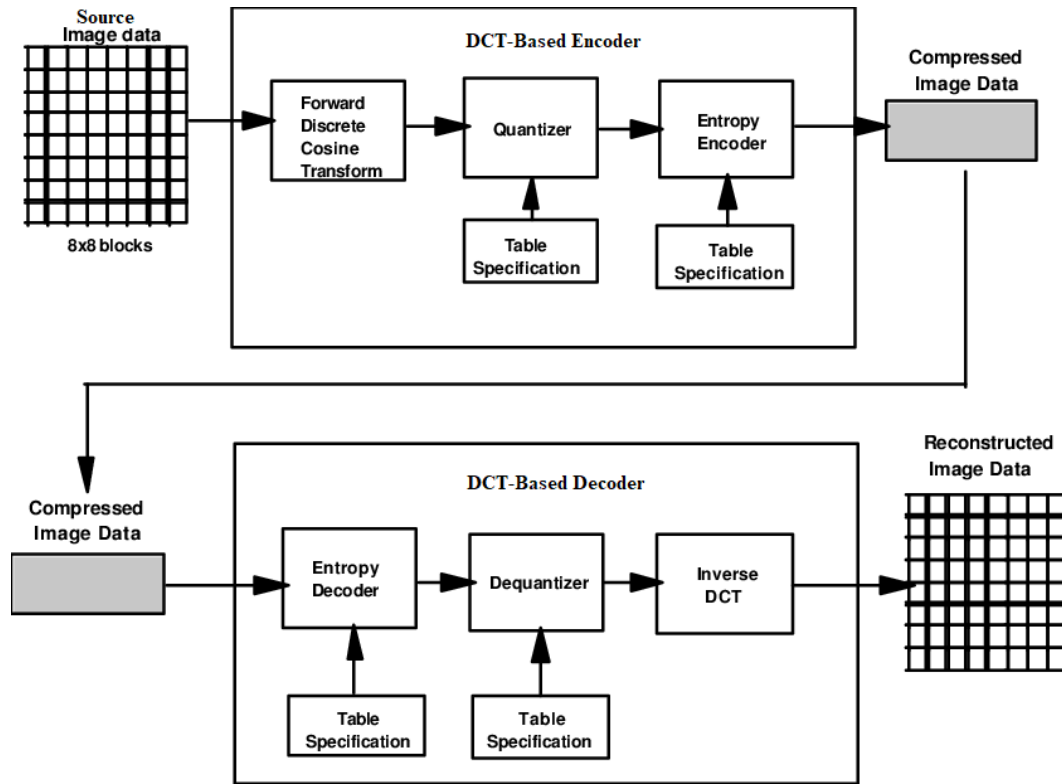 Source
Image data
8x8 blocks
DCT-Based Encoder
Forward
Discrete
Cosine
Transform
Quantizer
Entropy
Encoder
Table
Specification
Table
Specification
Compressed
Image Data
Compressed
Image Data
DCT-Based Decoder
Entropy
Decoder
Dequantizer
Inverse
DCT
Table
Specification
Table
Specification
Reconstructed
Image Data